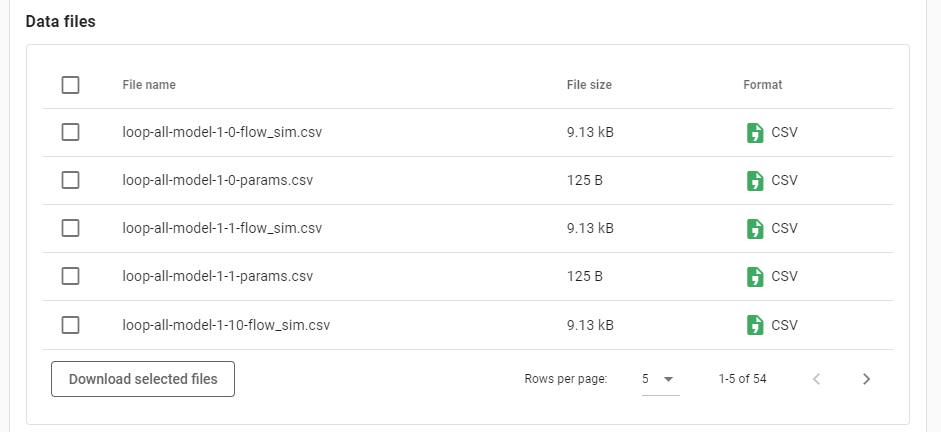 Data files
File name File size Format
loop-all-model-1-0-flow_sim.csv 9.13 kB CSV
loop-all-model-1-0-params.csv 125 B CSV
loop-all-model-1-1-flow_sim.csv 9.13 kB CSV
loop-all-model-1-1-params.csv 125 B CSV
loop-all-model-1-10-flow_sim.csv 9.13 kB CSV
Download selected files Rows per page: 5 1-5 of 54